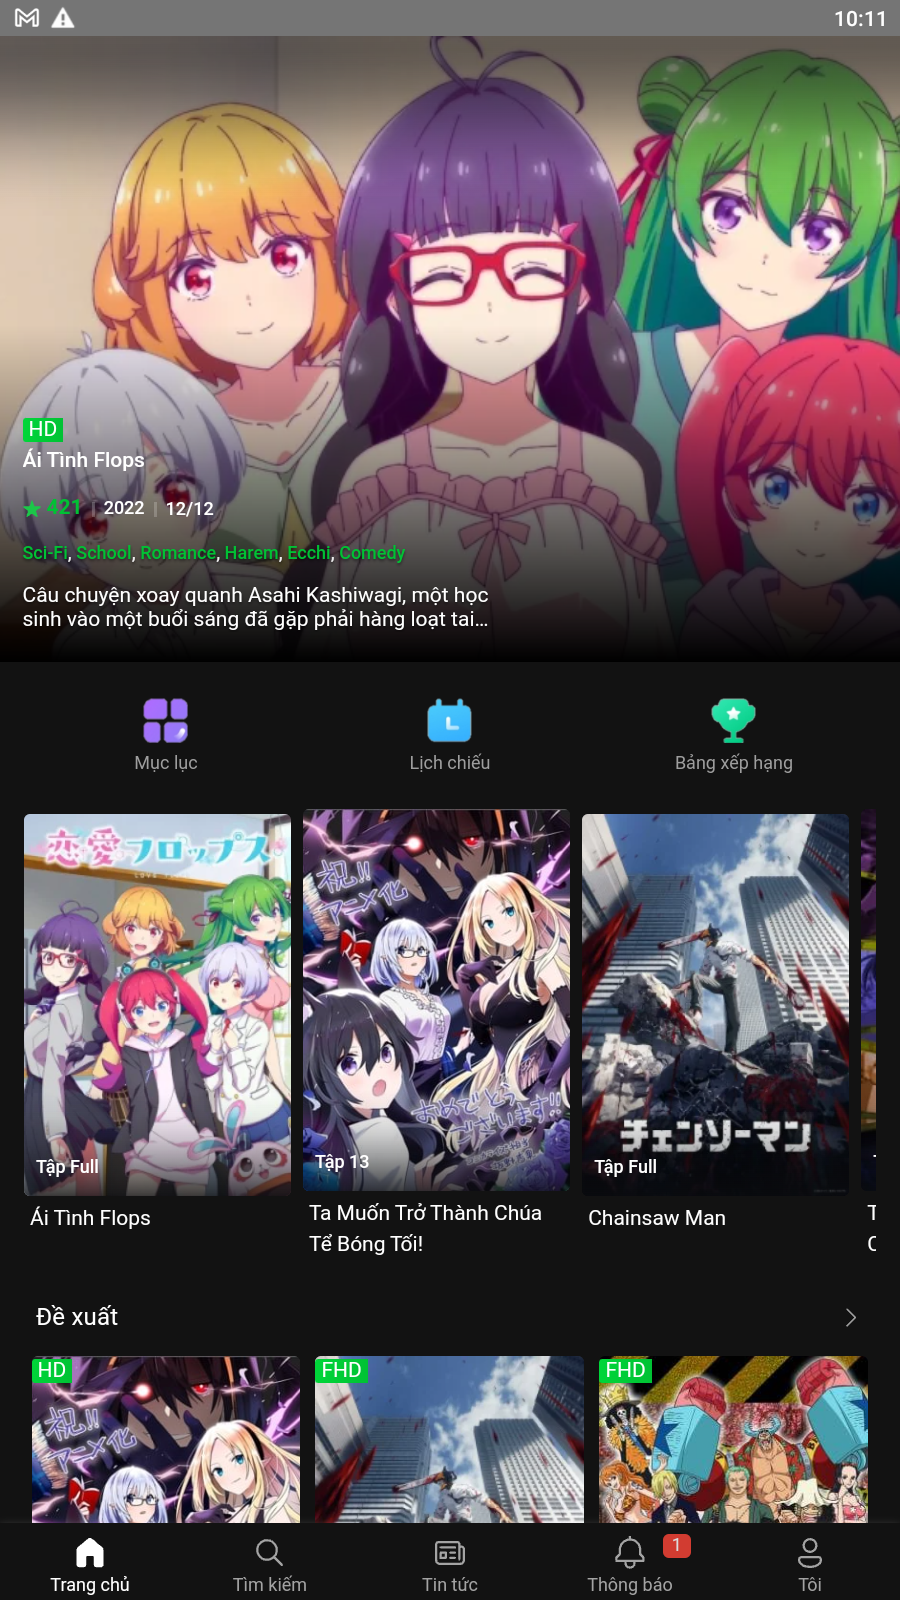 10:11
HD
Ái Tình Flops
421 | 2022 | 12/12
Sci-Fi, School, Romance, Harem, Ecchi, Comedy
Câu chuyện xoay quanh Asahi Kashiwagi, một học
sinh vào một buổi sáng đã gặp phải hàng loạt tai...
Mục lục
Lịch chiếu
Bảng xếp hạng
恋愛フロップス
Tập Full
Ái Tình Flops
祝!!
アニメ化
おめでとう
ございます!!
Tập 13
Ta Muốn Trở Thành Chúa
Tể Bóng Tối!
チェンソーマン
Tập Full
Chainsaw Man
Đề xuất
HD
祝!!
アニメ化
FHD
FHD
Trang chủ
Tìm kiếm
Tin tức
1
Thông báo
Tôi